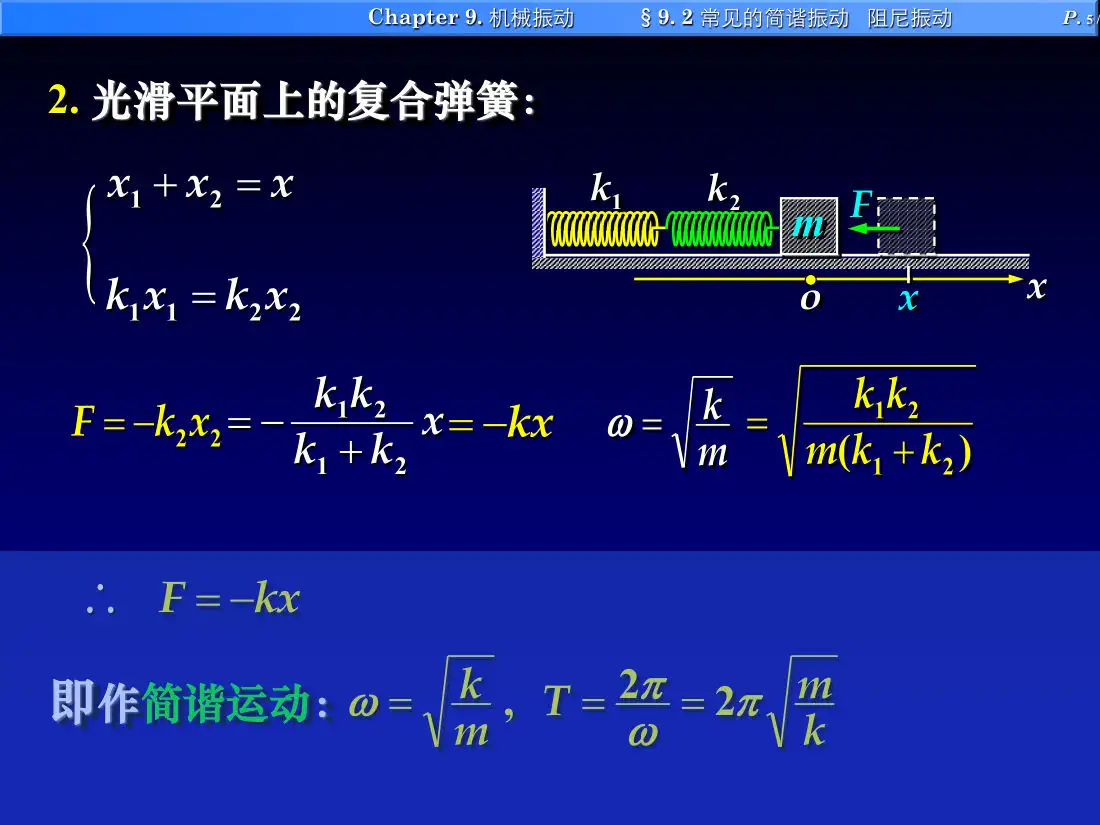 Chapter 9. 机械振动 § 9. 2 常见的简谐振动 阻尼振动 P. 5/
2. 光滑平面上的复合弹簧：
x₁ + x₂ = x
k₁x₁ = k₂x₂
k₁ k₂ m F
o x x
F = −k₂x₂ = − k₁k₂ / (k₁ + k₂) x = −kx ω = √(k/m) = √(k₁k₂ / m(k₁ + k₂))
∴ F = −kx
即作简谐运动：ω = √(k/m) , T = 2π/ω = 2π√(m/k)